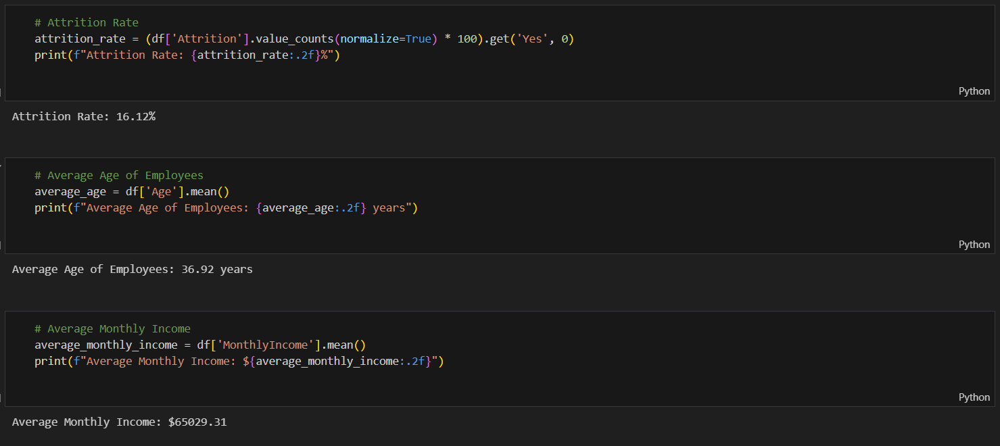 # Attrition Rate
attrition_rate = (df['Attrition'].value_counts(normalize=True) * 100).get('Yes', 0)
print(f"Attrition Rate: {attrition_rate:.2f}%")
Python
Attrition Rate: 16.12%
# Average Age of Employees
average_age = df['Age'].mean()
print(f"Average Age of Employees: {average_age:.2f} years")
Python
Average Age of Employees: 36.92 years
# Average Monthly Income
average_monthly_income = df['MonthlyIncome'].mean()
print(f"Average Monthly Income: ${average_monthly_income:.2f}")
Python
Average Monthly Income: $65029.31